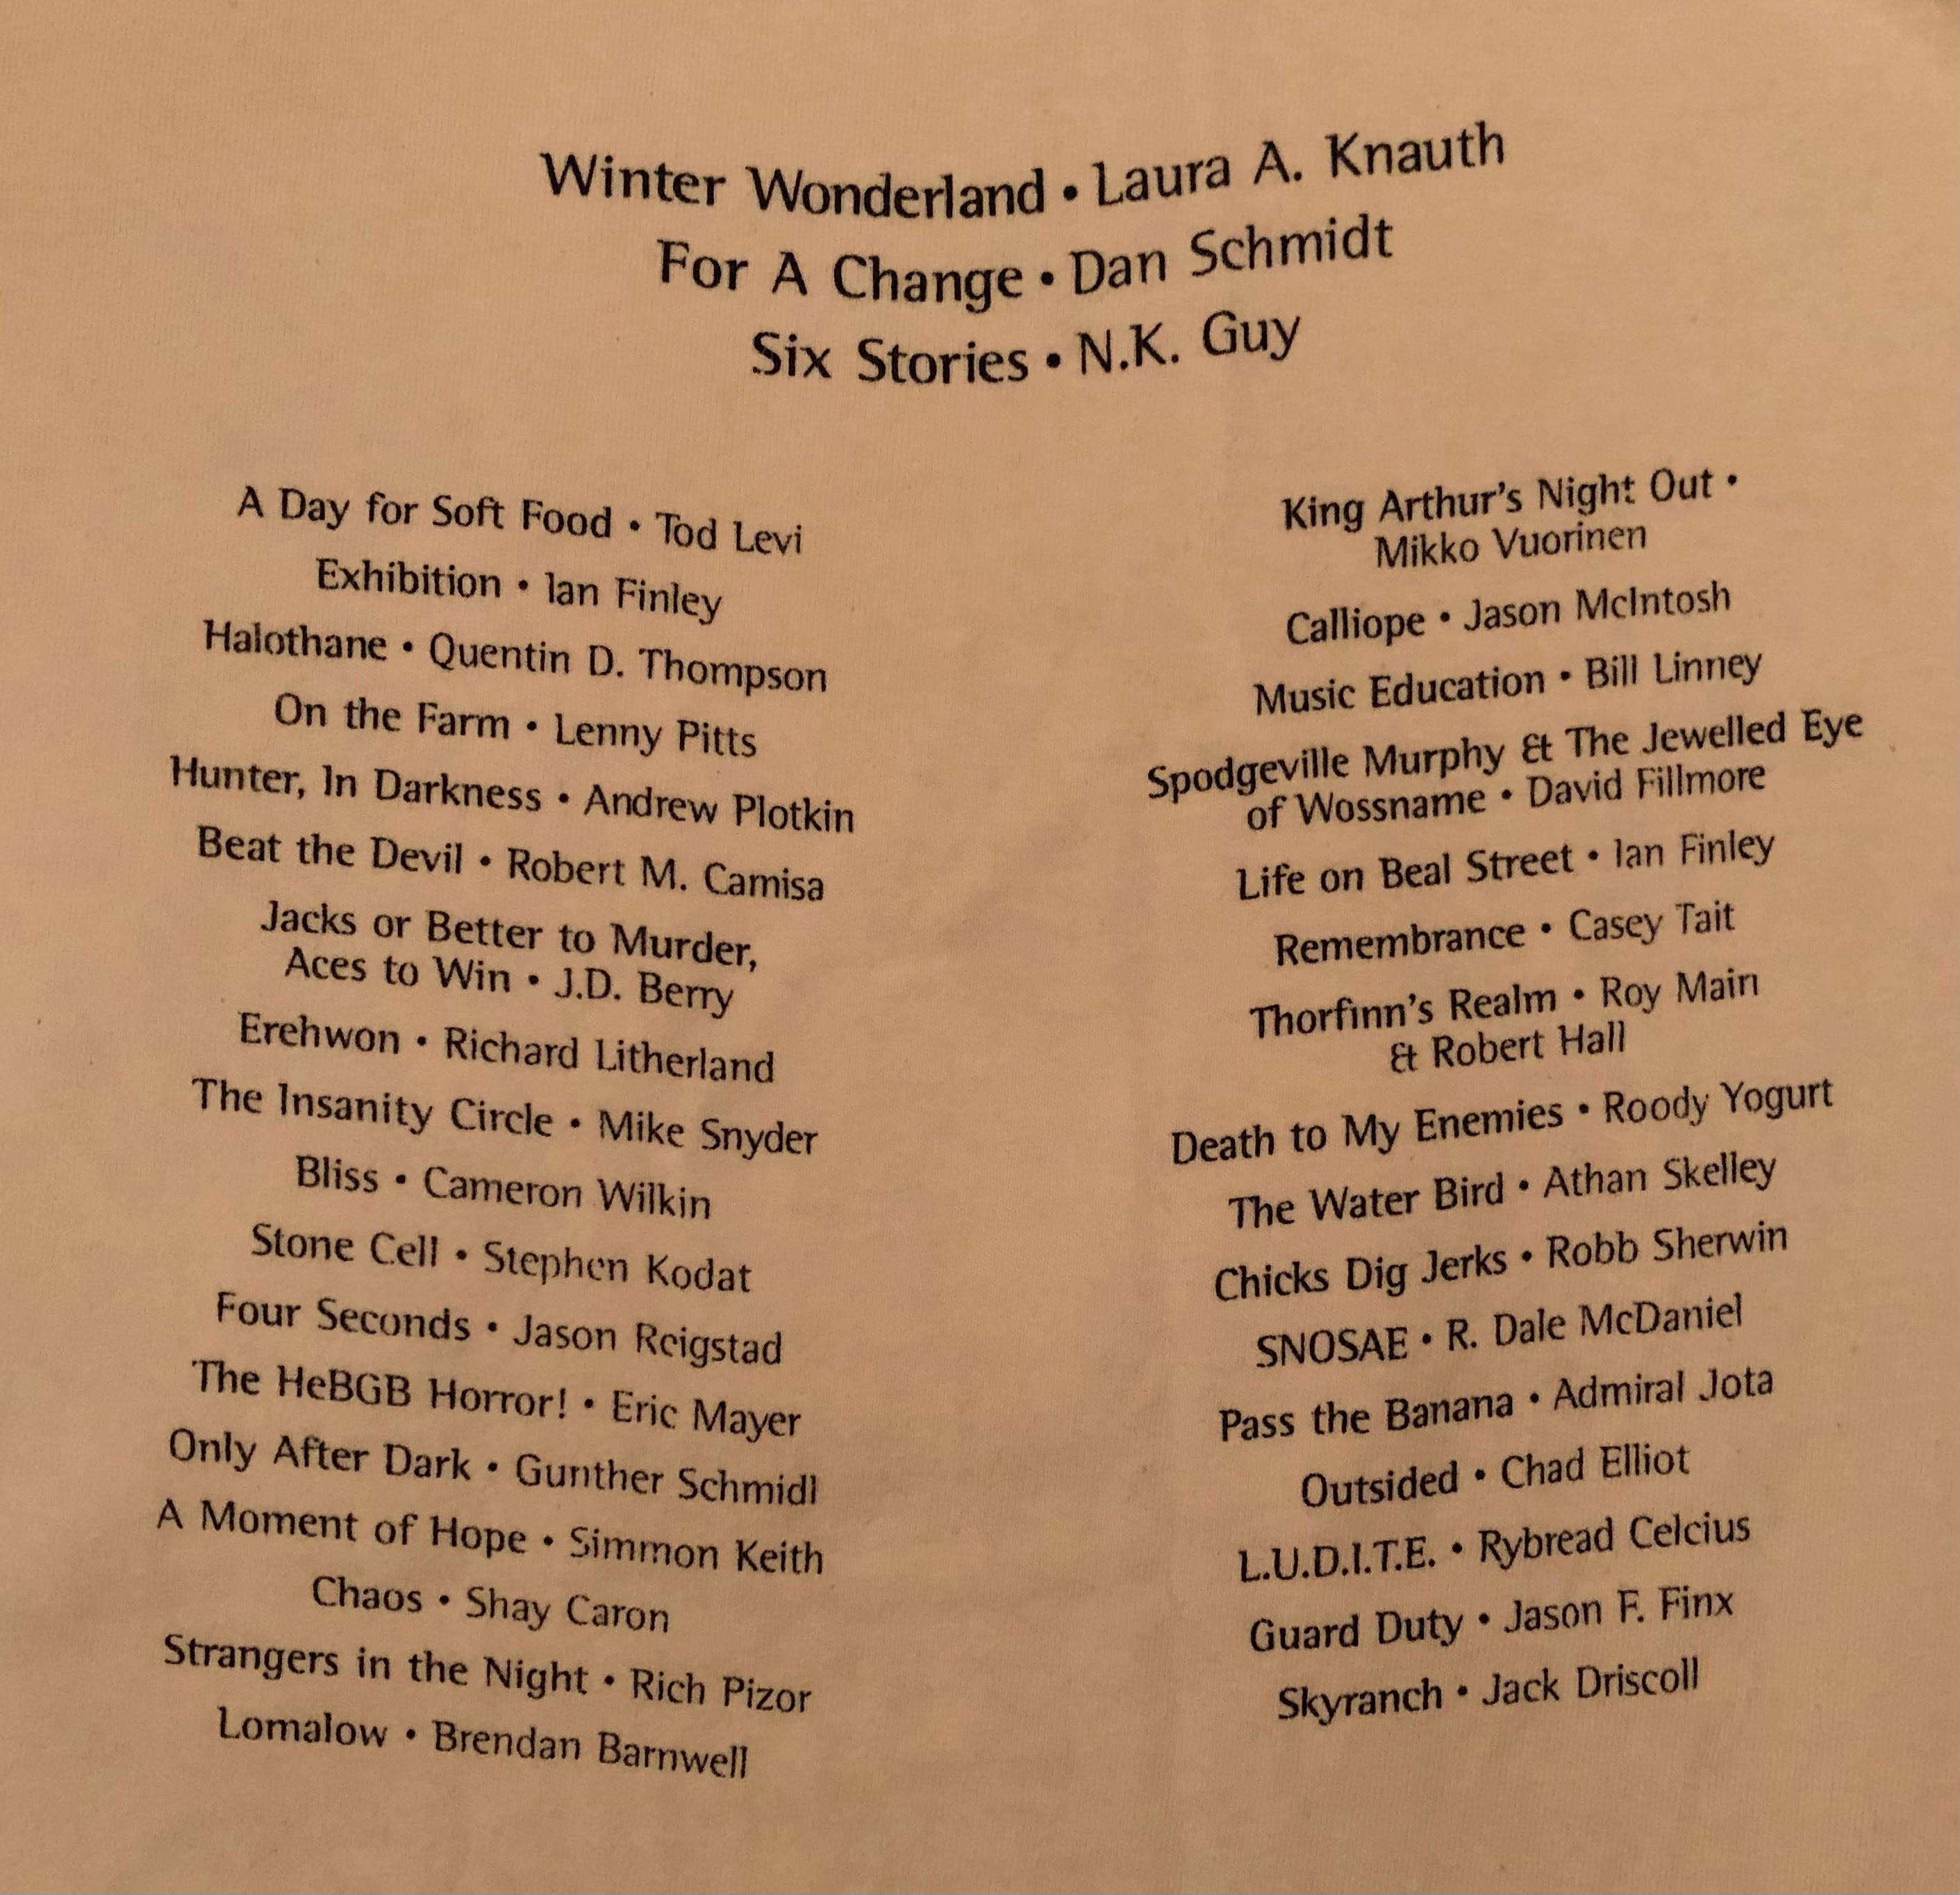 Winter Wonderland • Laura A. Knauth
For A Change • Dan Schmidt
Six Stories • N.K. Guy
A Day for Soft Food • Tod Levi
Exhibition • Ian Finley
Halothane • Quentin D. Thompson
On the Farm • Lenny Pitts
Hunter, In Darkness • Andrew Plotkin
Beat the Devil • Robert M. Camisa
Jacks or Better to Murder,
Aces to Win • J.D. Berry
Erehwon • Richard Litherland
The Insanity Circle • Mike Snyder
Bliss • Cameron Wilkin
Stone Cell • Stephen Kodat
Four Seconds • Jason Reigstad
The HeBGB Horror! • Eric Mayer
Only After Dark • Gunther Schmidl
A Moment of Hope • Simmon Keith
Chaos • Shay Caron
Strangers in the Night • Rich Pizor
Lomalow • Brendan Barnwell
King Arthur's Night Out •
Mikko Vuorinen
Calliope • Jason McIntosh
Music Education • Bill Linney
Spodgeville Murphy & The Jewelled Eye
of Wossname • David Fillmore
Life on Beal Street • Ian Finley
Remembrance • Casey Tait
Thorfinn's Realm • Roy Main
& Robert Hall
Death to My Enemies • Roody Yogurt
The Water Bird • Athan Skelley
Chicks Dig Jerks • Robb Sherwin
SNOSAE • R. Dale McDaniel
Pass the Banana • Admiral Jota
Outsided • Chad Elliot
L.U.D.I.T.E. • Rybread Celcius
Guard Duty • Jason F. Finx
Skyranch • Jack Driscoll